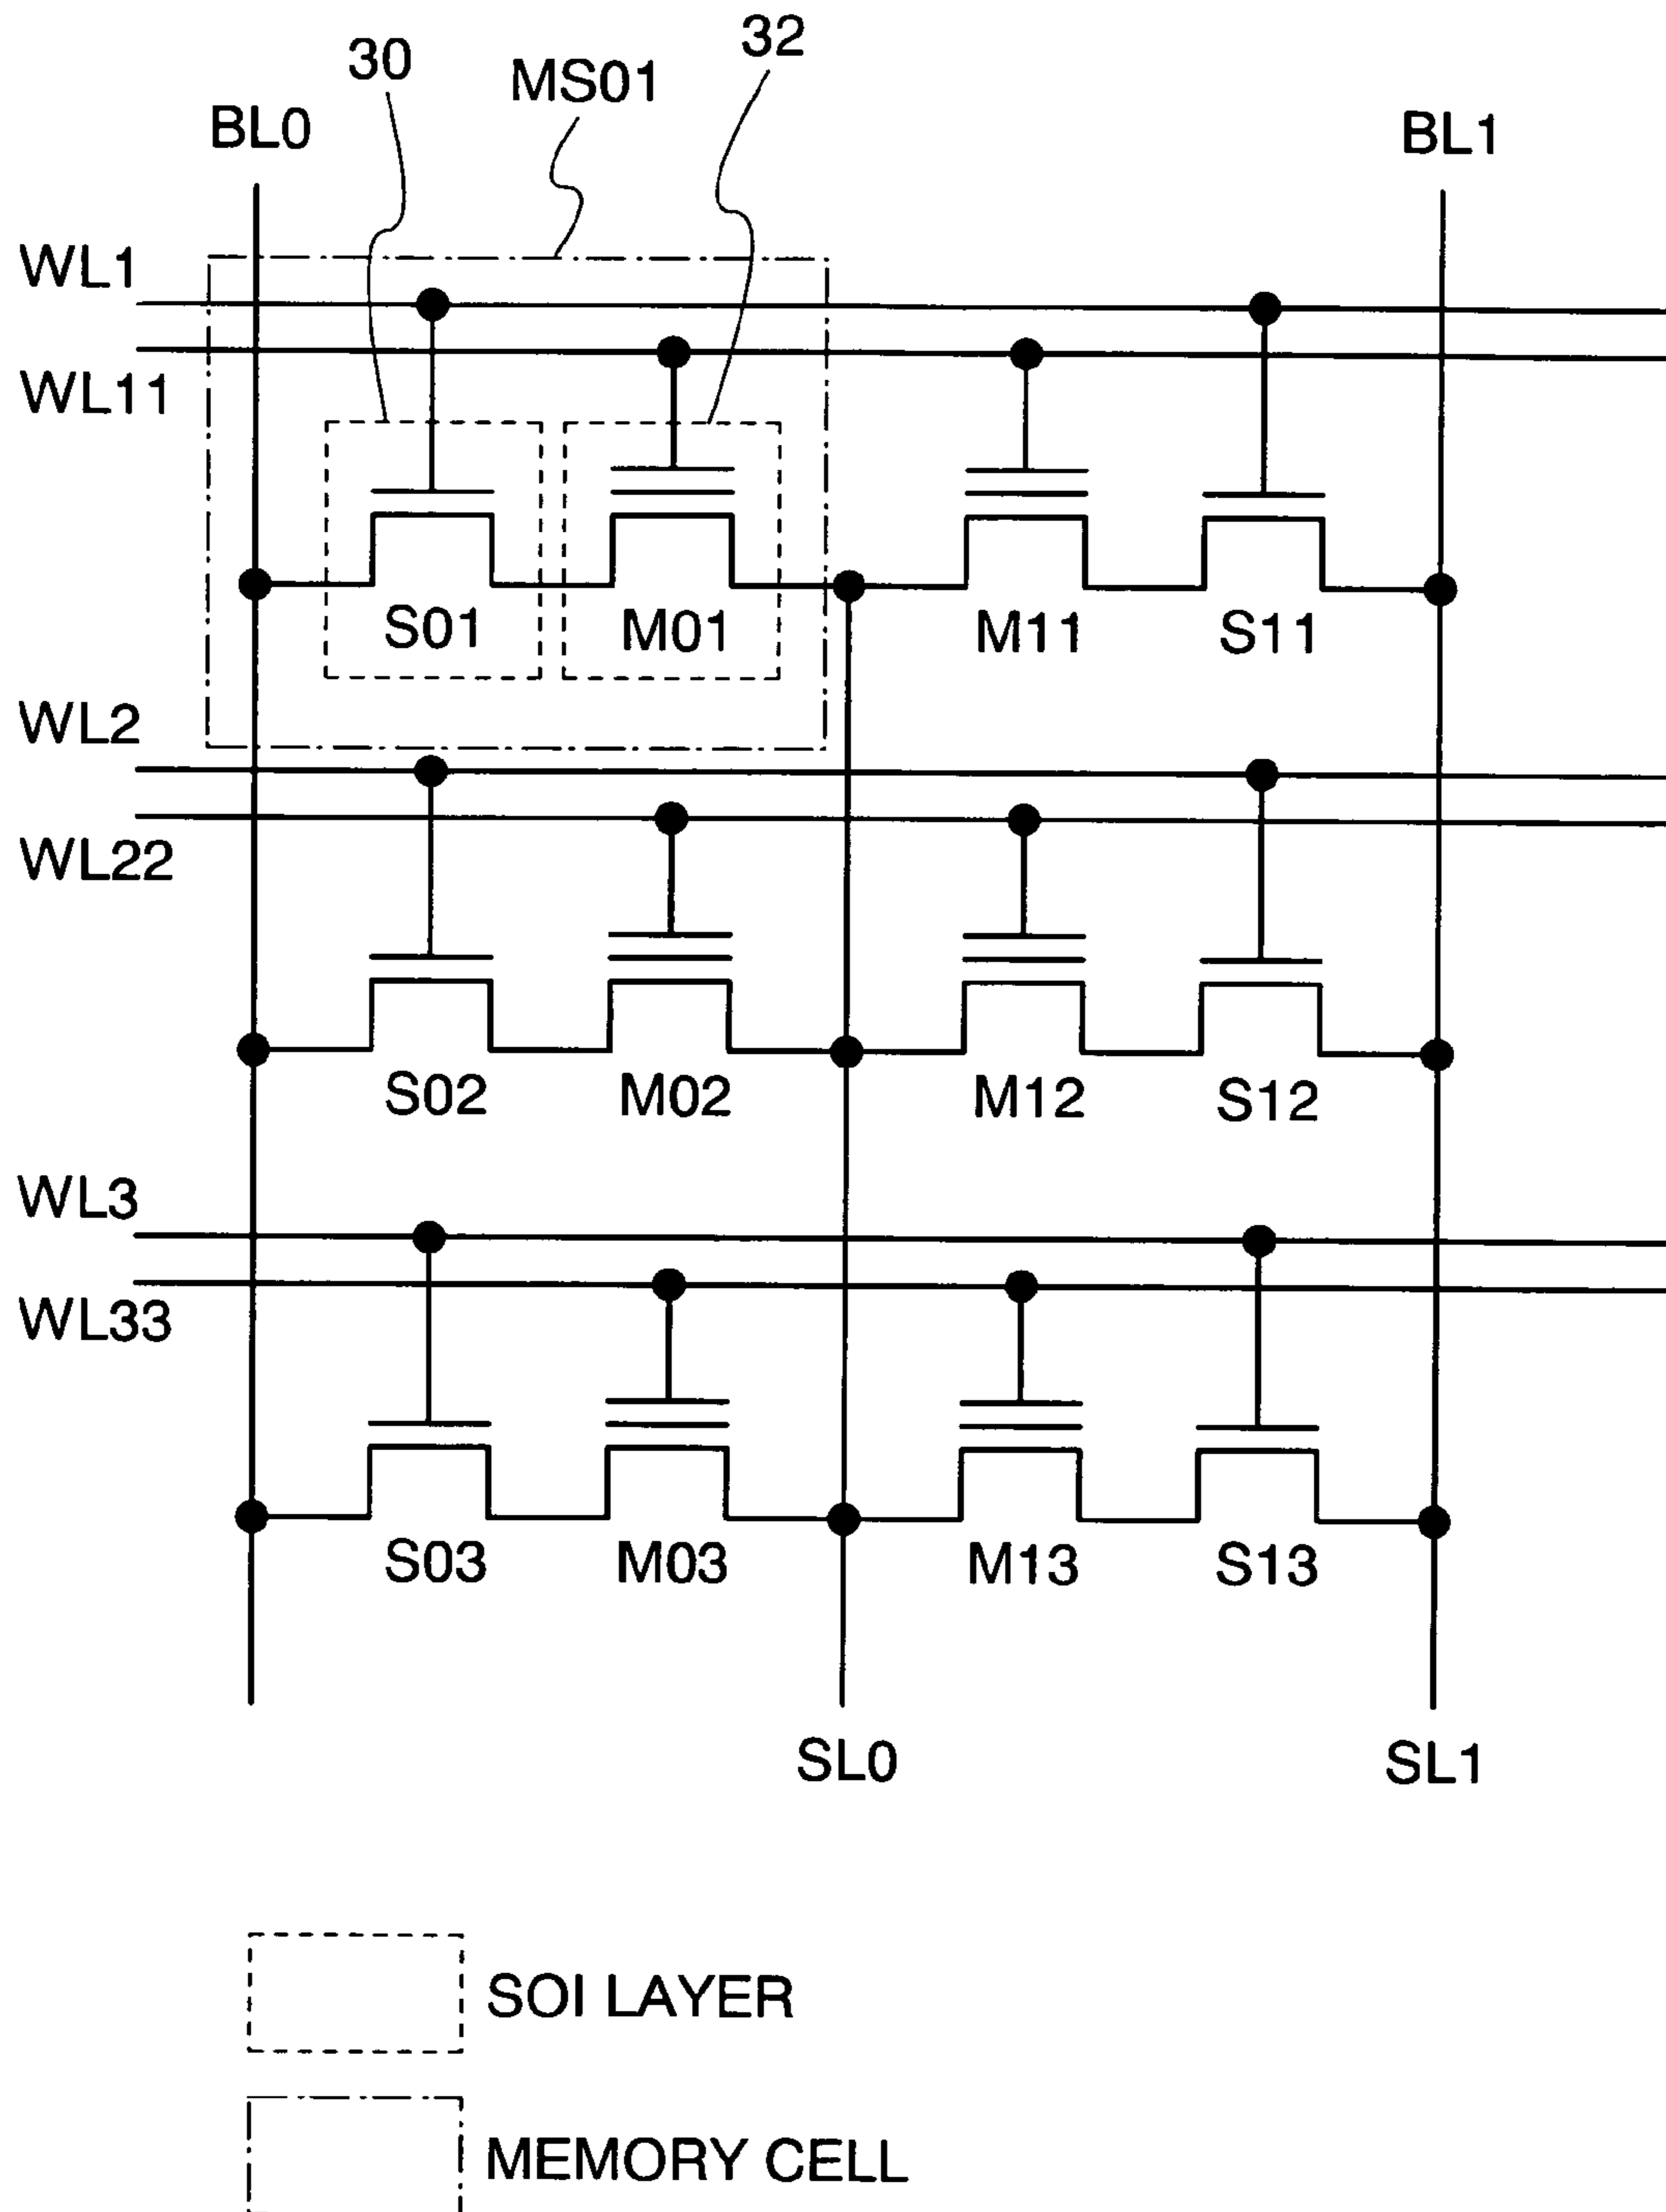 30
MS01
32
BL0
BL1
WL1
WL11
S01
M01
M11
S11
WL2
WL22
S02
M02
M12
S12
WL3
WL33
S03
M03
M13
S13
SL0
SL1
SOI LAYER
MEMORY CELL